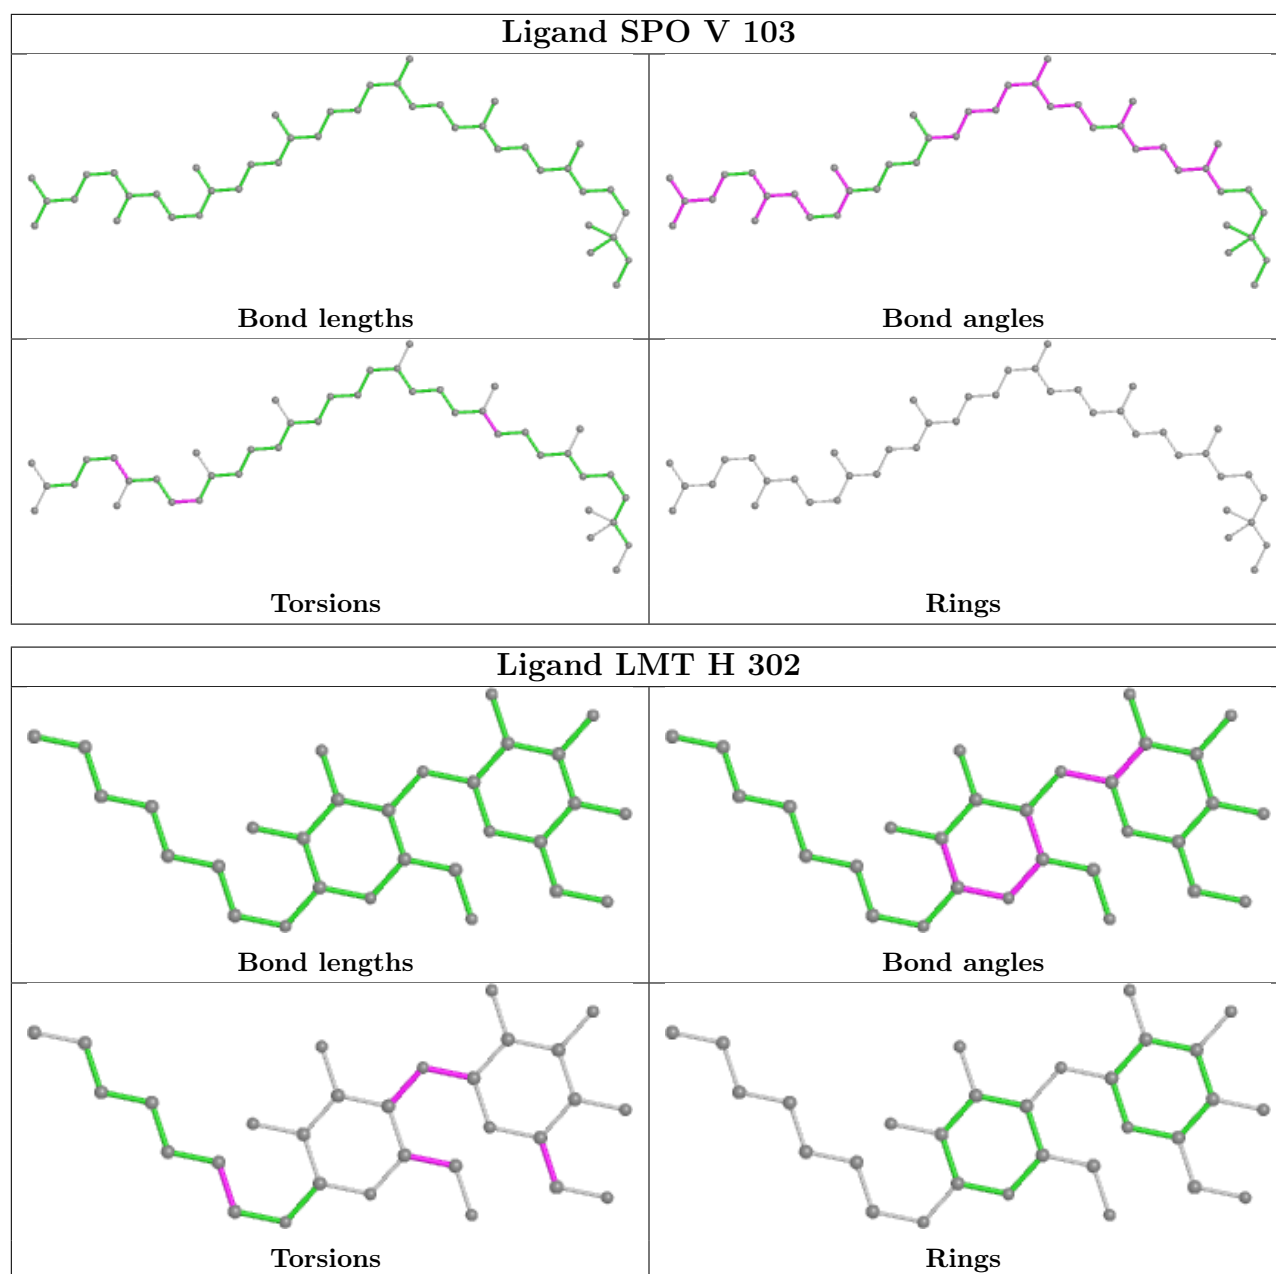 Ligand SPO V 103
Bond lengths
Bond angles
Torsions
Rings
Ligand LMT H 302
Bond lengths
Bond angles
Torsions
Rings